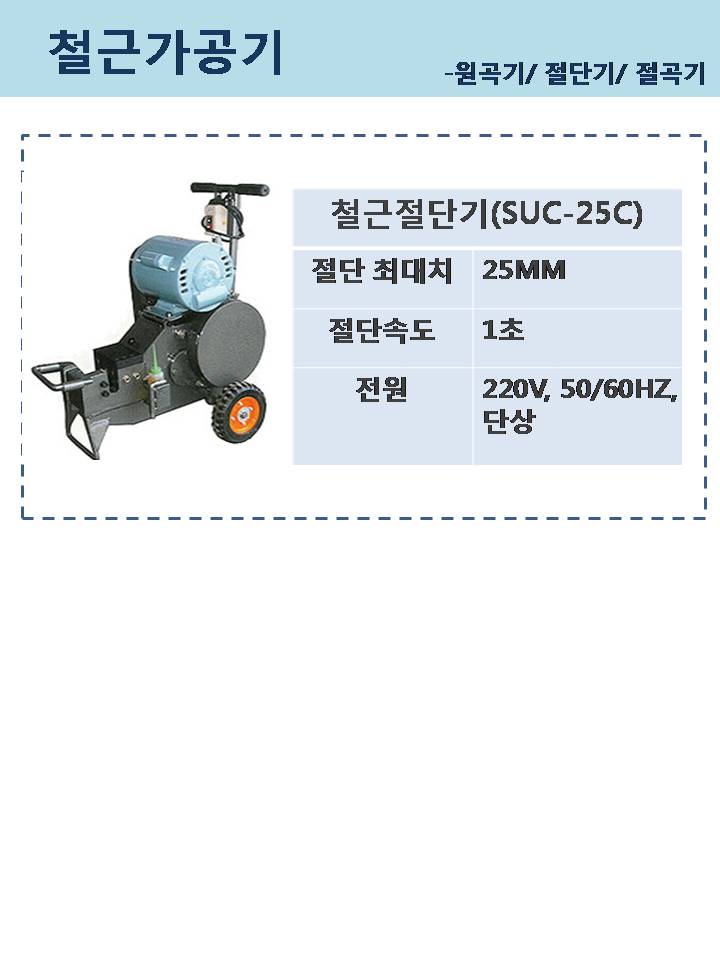 철근가공기
-원곡기/ 절단기/ 절곡기
철근절단기(SUC-25C)
절단 최대치 25MM
절단속도 1초
전원 220V, 50/60HZ,
단상